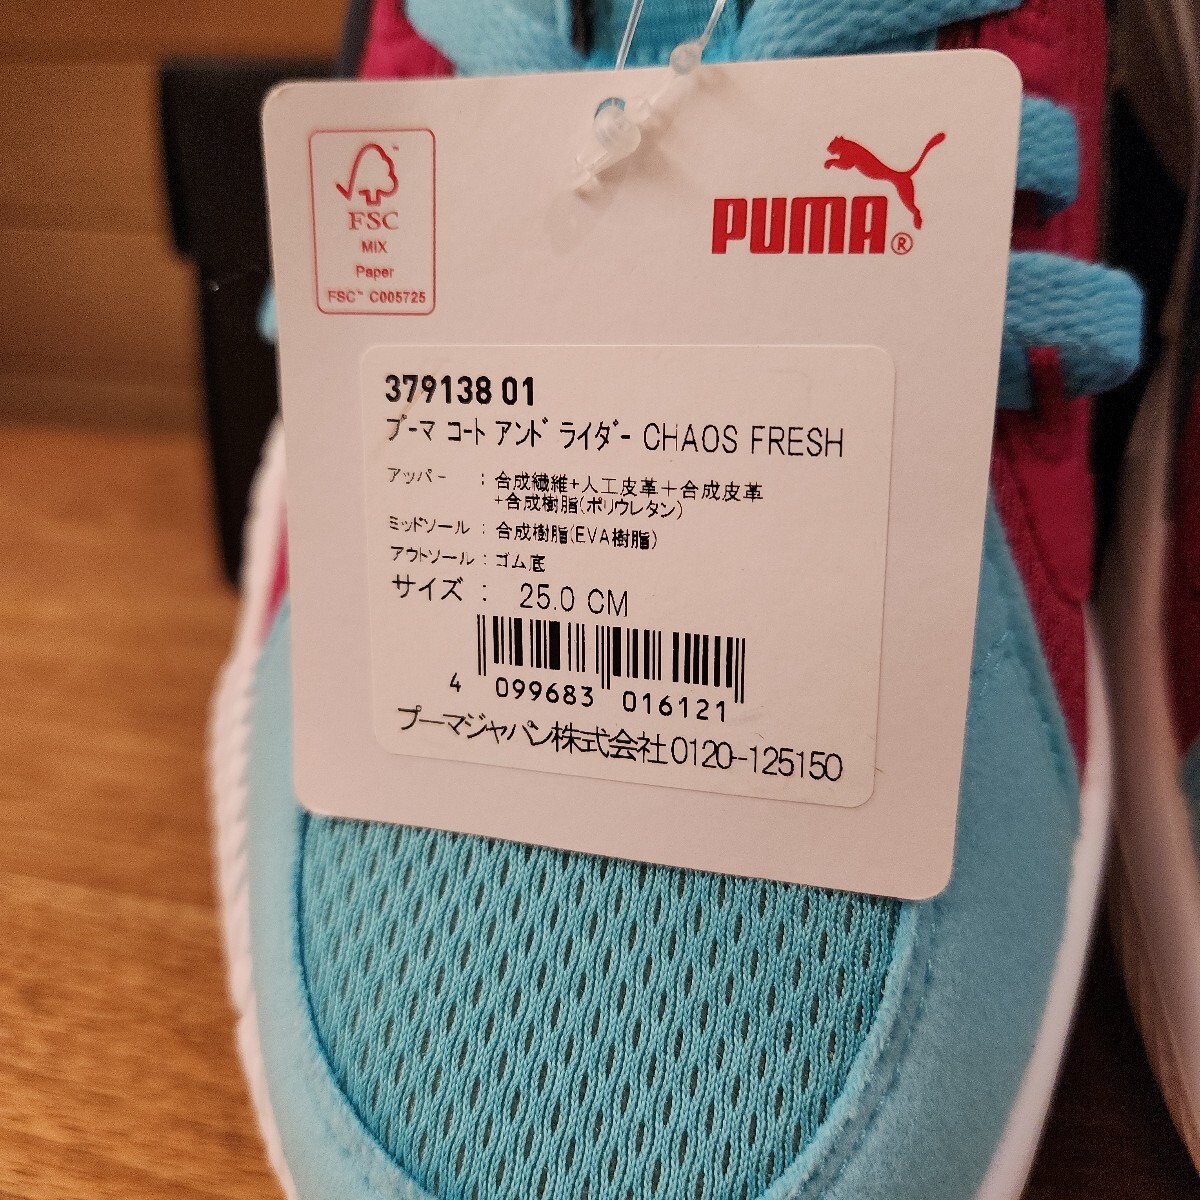 FSC
MIX
Paper
FSC™ C005725
PUMA®
379138 01
プーマ コート アンド ライダー CHAOS FRESH
アッパー : 合成繊維+人工皮革+合成皮革
+合成樹脂(ポリウレタン)
ミッドソール : 合成樹脂(EVA樹脂)
アウトソール : ゴム底
サイズ : 25.0 CM
4 099683 016121
プーマジャパン株式会社 0120-125150